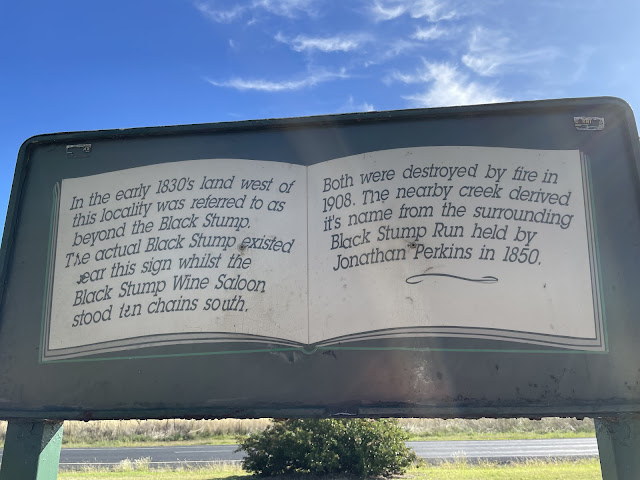 In the early 1830's land west of
this locality was referred to as
beyond the Black Stump.
The actual Black Stump existed
near this sign whilst the
Black Stump Wine Saloon
stood ten chains south.
Both were destroyed by fire in
1908. The nearby creek derived
it's name from the surrounding
Black Stump Run held by
Jonathan Perkins in 1850.